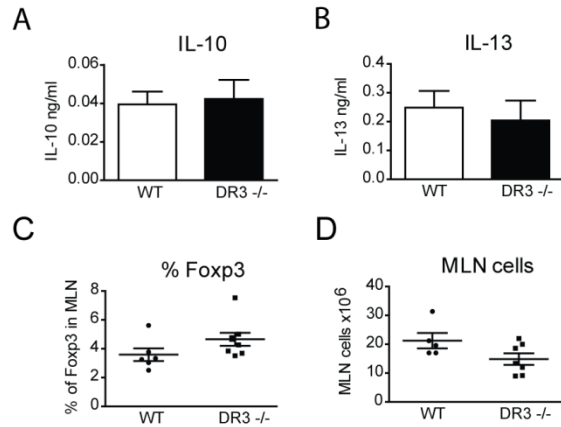 A
IL-10
IL-10 ng/ml
0.06
0.04
0.02
0.00
WT
DR3 -/-
B
IL-13
IL-13 ng/ml
0.4
0.3
0.2
0.1
0.0
WT
DR3 -/-
C
% Foxp3
% of Foxp3 in MLN
8
6
4
2
0
WT
DR3 -/-
D
MLN cells
MLN cells x10⁶
40
30
20
10
0
WT
DR3 -/-